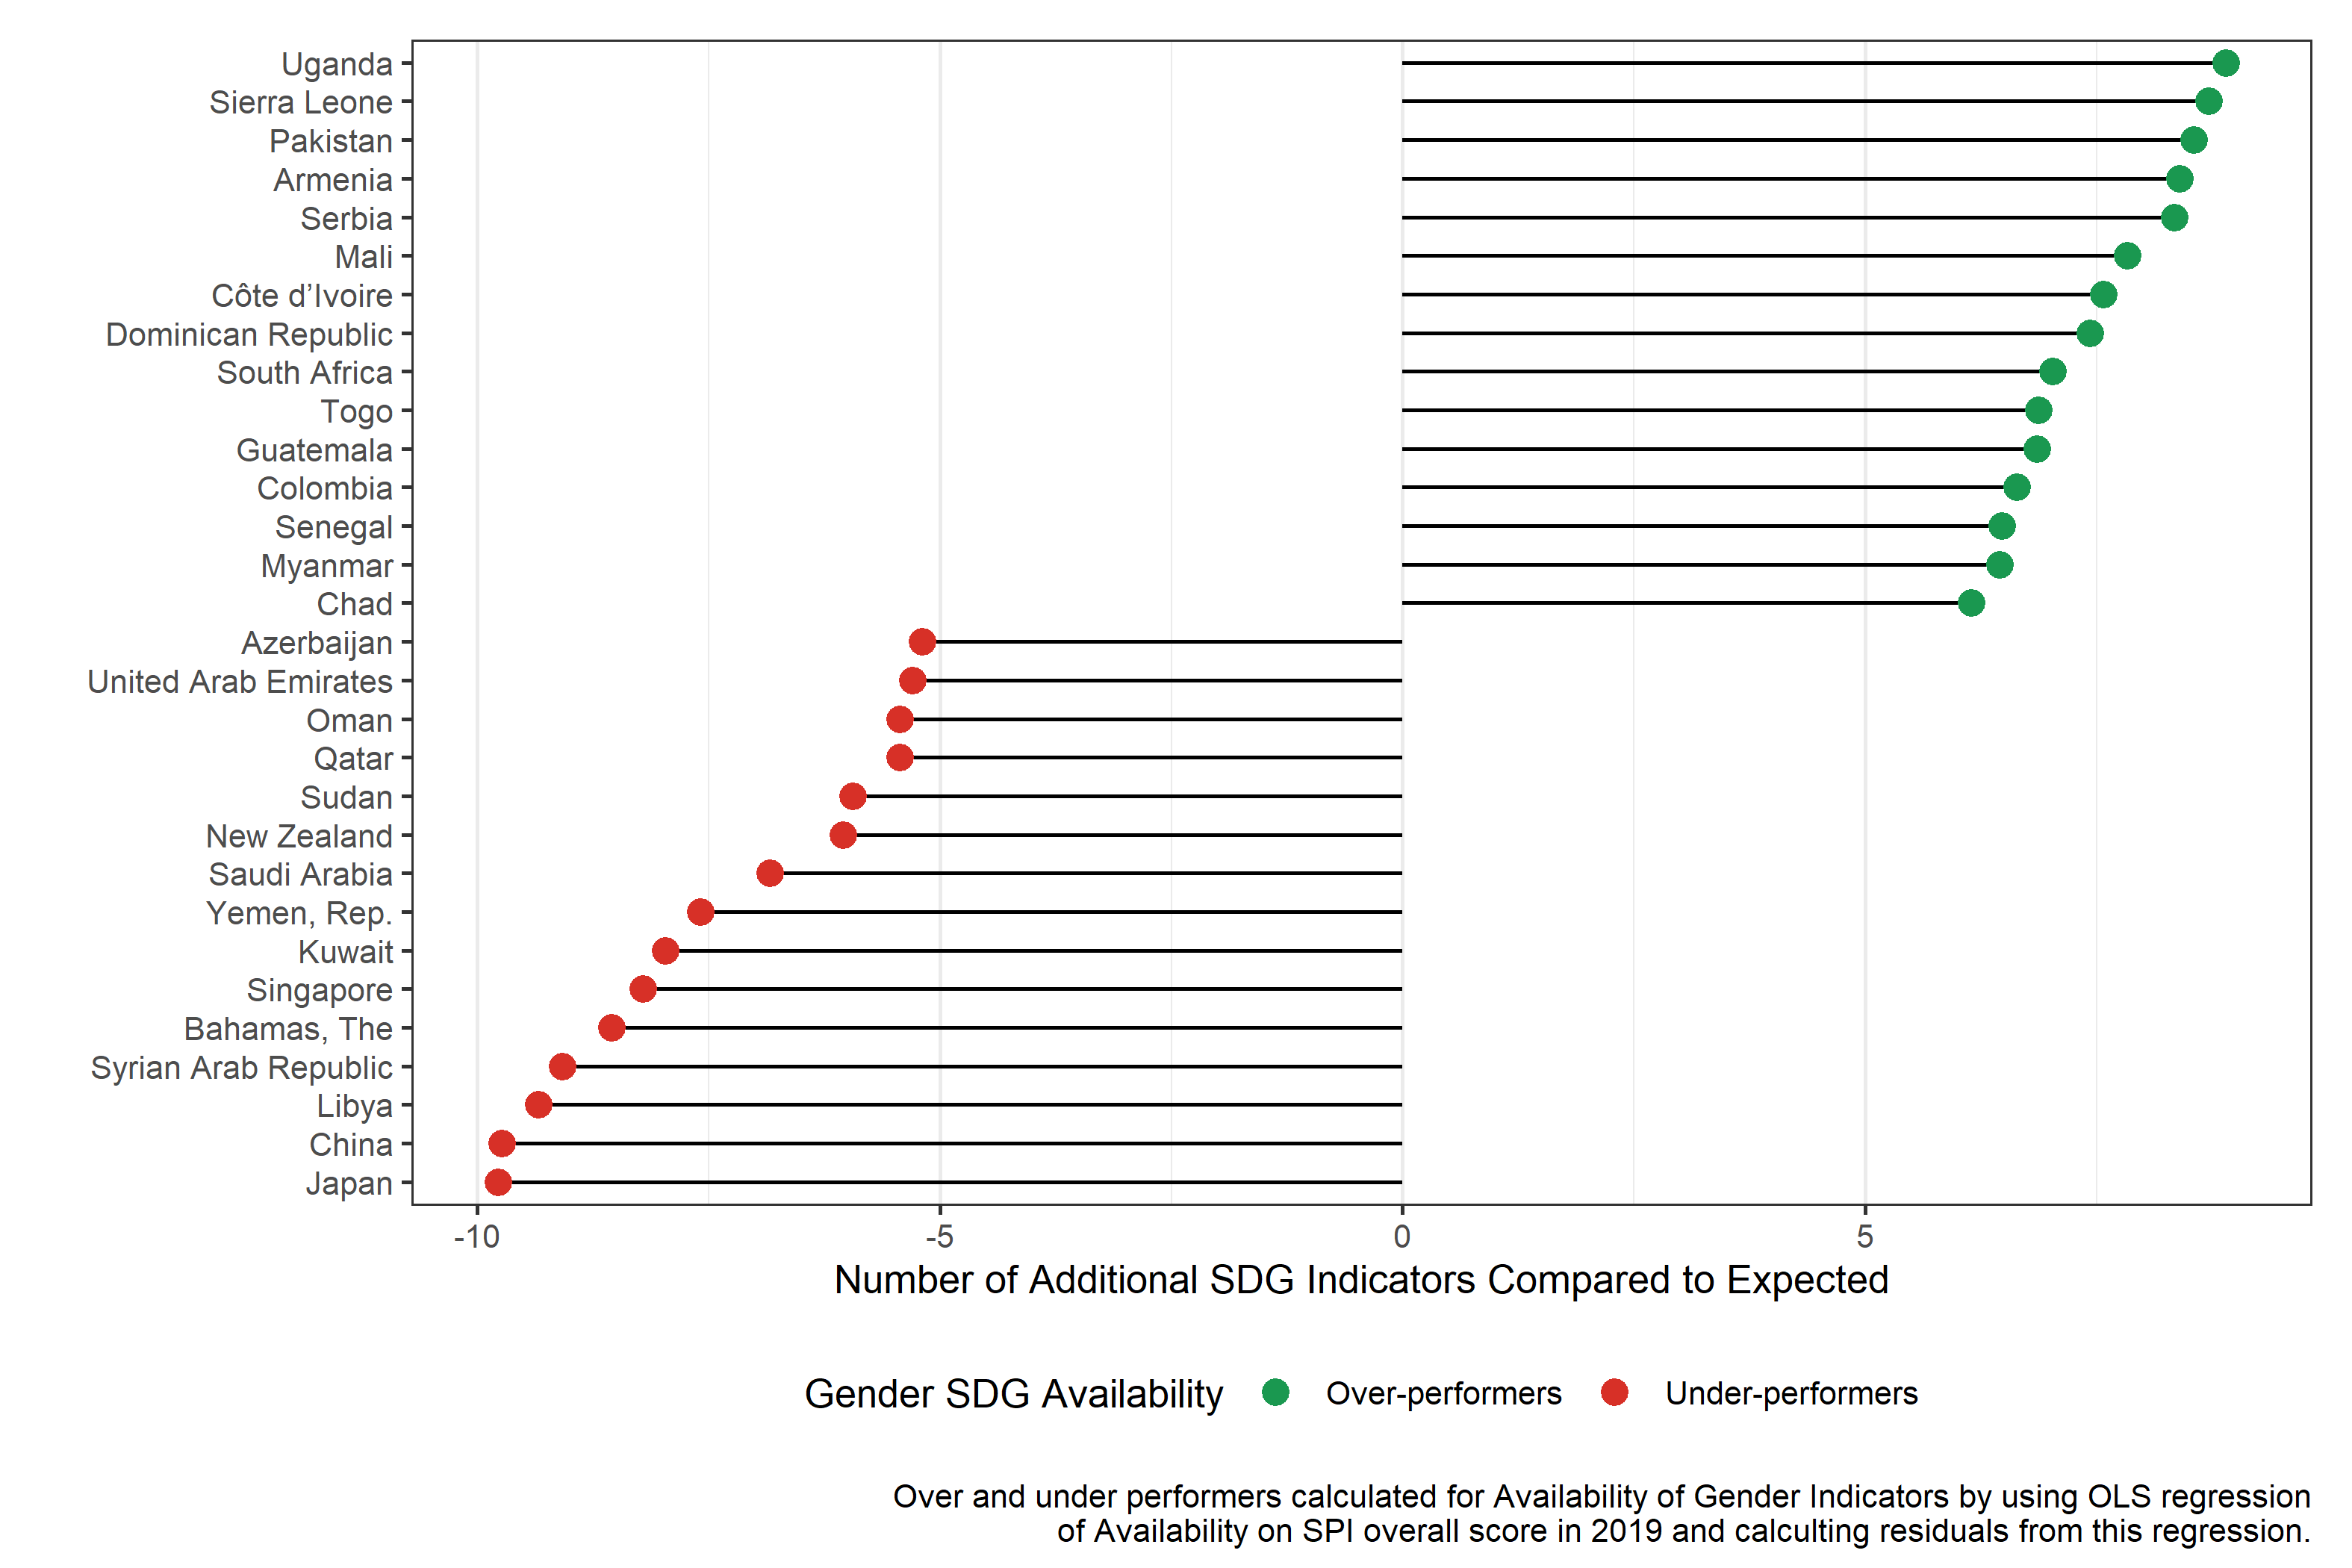 Uganda
Sierra Leone
Pakistan
Armenia
Serbia
Mali
Côte d’Ivoire
Dominican Republic
South Africa
Togo
Guatemala
Colombia
Senegal
Myanmar
Chad
Azerbaijan
United Arab Emirates
Oman
Qatar
Sudan
New Zealand
Saudi Arabia
Yemen, Rep.
Kuwait
Singapore
Bahamas, The
Syrian Arab Republic
Libya
China
Japan
-10 -5 0 5
Number of Additional SDG Indicators Compared to Expected
Gender SDG Availability Over-performers Under-performers
Over and under performers calculated for Availability of Gender Indicators by using OLS regression
of Availability on SPI overall score in 2019 and calculting residuals from this regression.